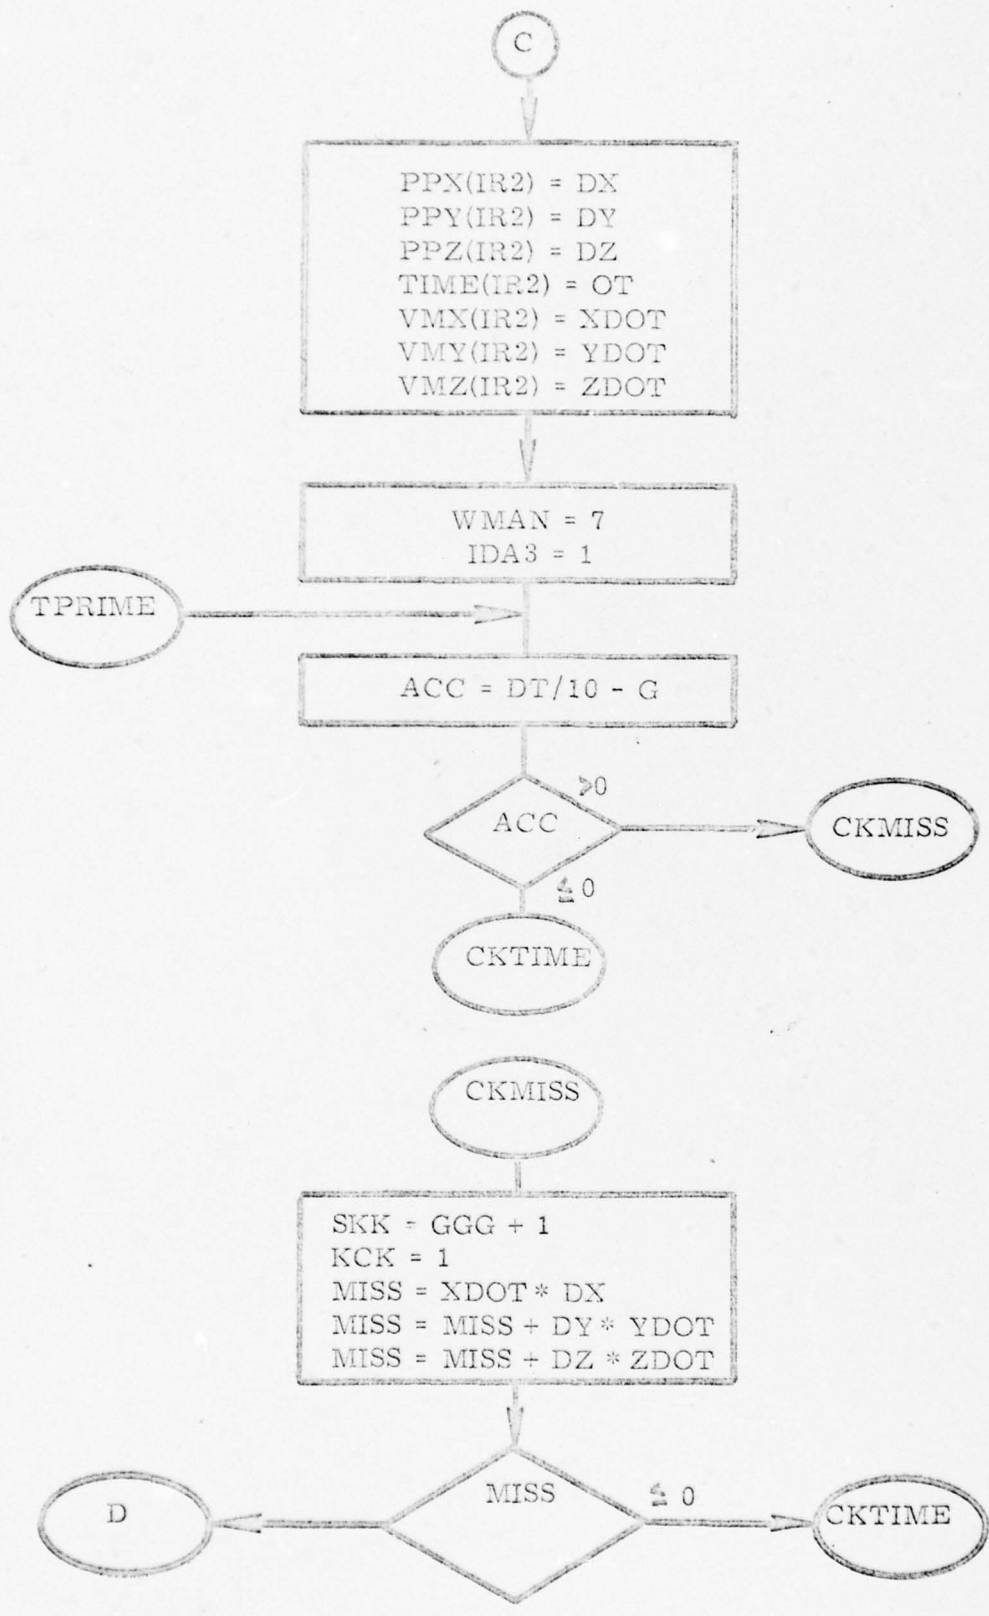 C
PPX(IR2) = DX
PPY(IR2) = DY
PPZ(IR2) = DZ
TIME(IR2) = OT
VMX(IR2) = XDOT
VMY(IR2) = YDOT
VMZ(IR2) = ZDOT
WMAN = 7
IDA3 = 1
TPRIME
ACC = DT/10 - G
>0
ACC
CKMISS
≦ 0
CKTIME
CKMISS
SKK = GGG + 1
KCK = 1
MISS = XDOT * DX
MISS = MISS + DY * YDOT
MISS = MISS + DZ * ZDOT
MISS
≦ 0
D
CKTIME